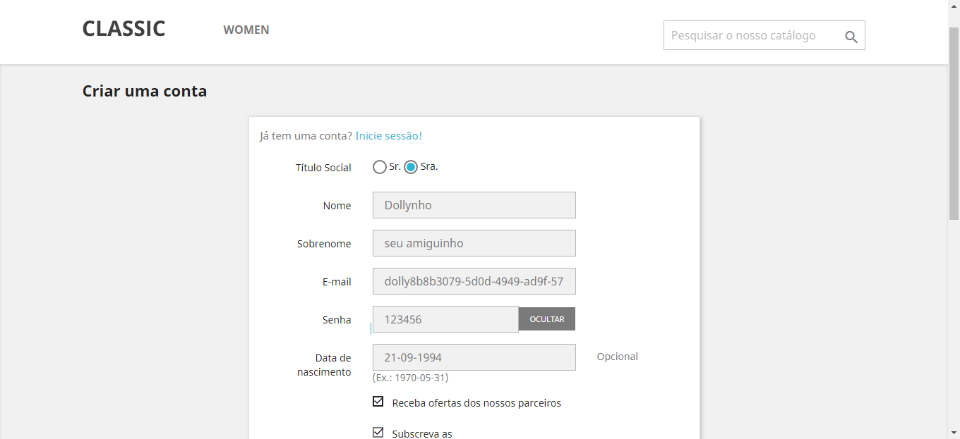 CLASSIC WOMEN Pesquisar o nosso catálogo
Criar uma conta
Já tem uma conta? Inicie sessão!
Título Social Sr. Sra.
Nome Dollynho
Sobrenome seu amiguinho
E-mail dolly8b8b3079-5d0d-4949-ad9f-57
Senha 123456 OCULTAR
Data de nascimento 21-09-1994 Opcional
(Ex.: 1970-05-31)
Receba ofertas dos nossos parceiros
Subscreva as